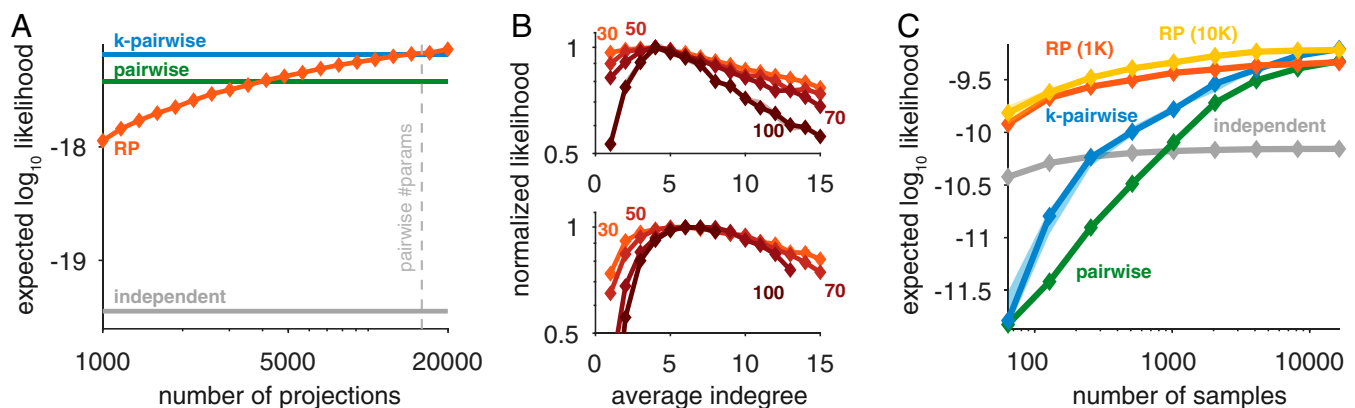 A
expected log10 likelihood
-18
-19
k-pairwise
pairwise
RP
pairwise #params
independent
1000
5000
20000
number of projections
B
normalized likelihood
1
0.5
30
50
100
70
0
5
10
15
1
0.5
30
50
100
70
0
5
10
15
average indegree
C
expected log10 likelihood
-9.5
-10
-10.5
-11
-11.5
RP (10K)
RP (1K)
k-pairwise
independent
pairwise
100
1000
10000
number of samples